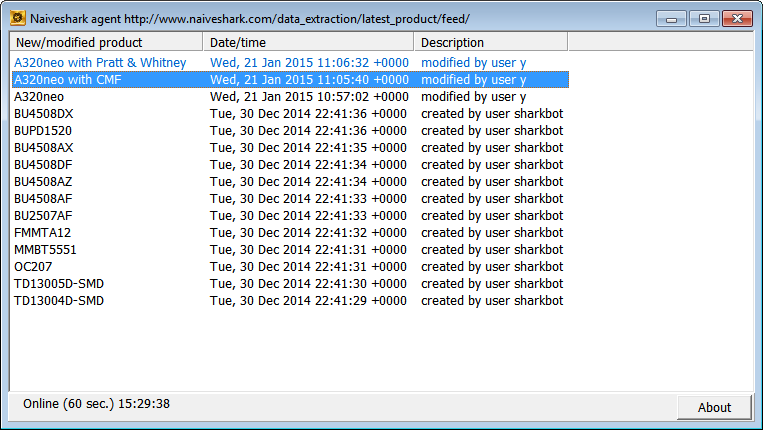 Naiveshark agent http://www.naiveshark.com/data_extraction/latest_product/feed/
New/modified product Date/time Description
A320neo with Pratt & Whitney Wed, 21 Jan 2015 11:06:32 +0000 modified by user y
A320neo with CMF Wed, 21 Jan 2015 11:05:40 +0000 modified by user y
A320neo Wed, 21 Jan 2015 10:57:02 +0000 modified by user y
BU4508DX Tue, 30 Dec 2014 22:41:36 +0000 created by user sharkbot
BUPD1520 Tue, 30 Dec 2014 22:41:36 +0000 created by user sharkbot
BU4508AX Tue, 30 Dec 2014 22:41:35 +0000 created by user sharkbot
BU4508DF Tue, 30 Dec 2014 22:41:34 +0000 created by user sharkbot
BU4508AZ Tue, 30 Dec 2014 22:41:34 +0000 created by user sharkbot
BU4508AF Tue, 30 Dec 2014 22:41:33 +0000 created by user sharkbot
BU2507AF Tue, 30 Dec 2014 22:41:33 +0000 created by user sharkbot
FMMTA12 Tue, 30 Dec 2014 22:41:32 +0000 created by user sharkbot
MMBT5551 Tue, 30 Dec 2014 22:41:31 +0000 created by user sharkbot
OC207 Tue, 30 Dec 2014 22:41:31 +0000 created by user sharkbot
TD13005D-SMD Tue, 30 Dec 2014 22:41:30 +0000 created by user sharkbot
TD13004D-SMD Tue, 30 Dec 2014 22:41:29 +0000 created by user sharkbot
Online (60 sec.) 15:29:38 About